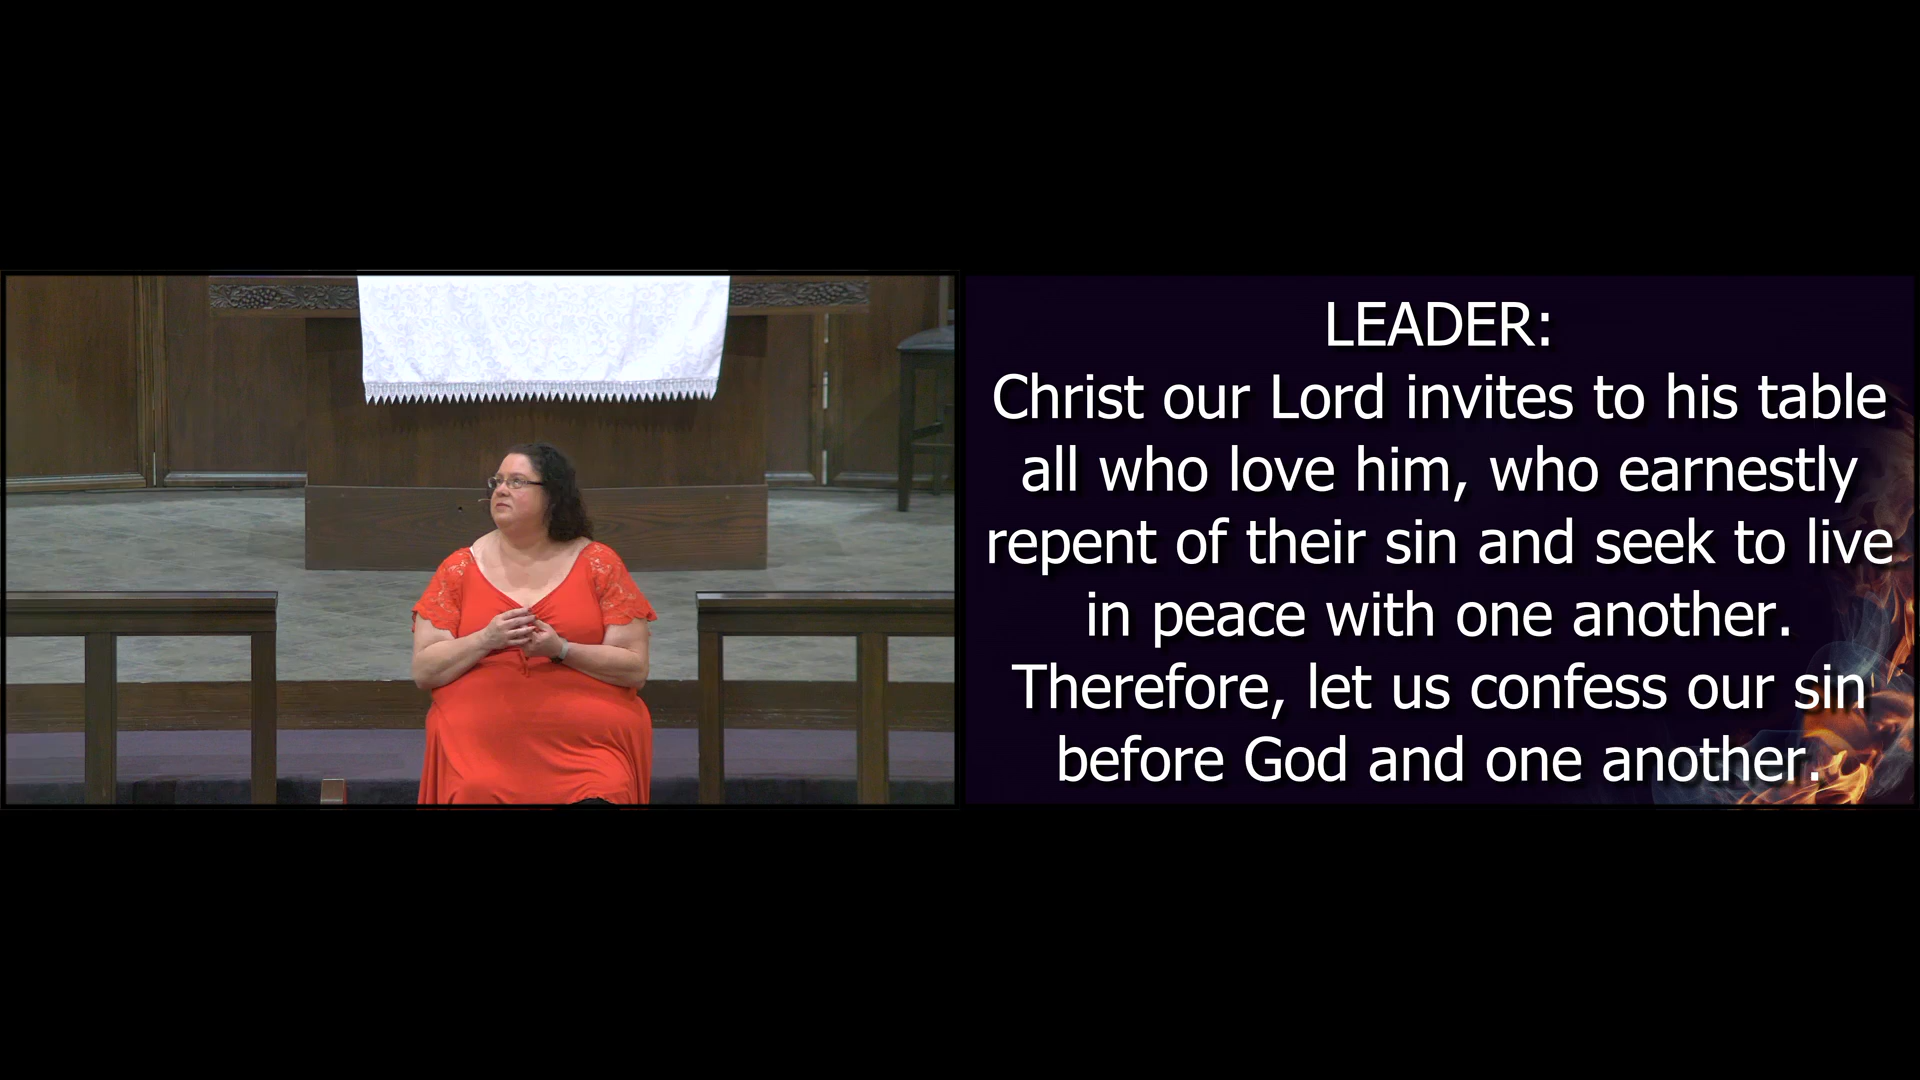 LEADER:
Christ our Lord invites to his table
all who love him, who earnestly
repent of their sin and seek to live
in peace with one another.
Therefore, let us confess our sin
before God and one another.